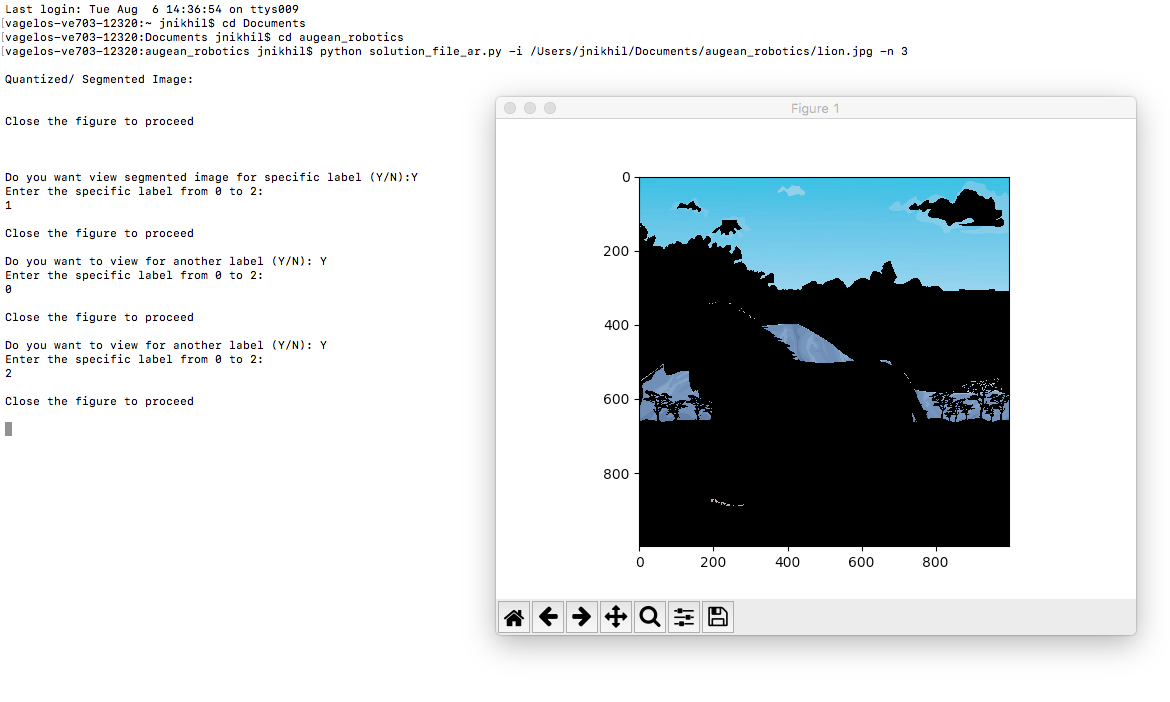 Last login: Tue Aug  6 14:36:54 on ttys009
[vagelos-ve703-12320:~ jnikhil$ cd Documents
[vagelos-ve703-12320:Documents jnikhil$ cd augean_robotics
[vagelos-ve703-12320:augean_robotics jnikhil$ python solution_file_ar.py -i /Users/jnikhil/Documents/augean_robotics/lion.jpg -n 3
Quantized/ Segmented Image:
Close the figure to proceed
Do you want view segmented image for specific label (Y/N):Y
Enter the specific label from 0 to 2:
1
Close the figure to proceed
Do you want to view for another label (Y/N): Y
Enter the specific label from 0 to 2:
0
Close the figure to proceed
Do you want to view for another label (Y/N): Y
Enter the specific label from 0 to 2:
2
Close the figure to proceed
Figure 1
0
200
400
600
800
0 200 400 600 800